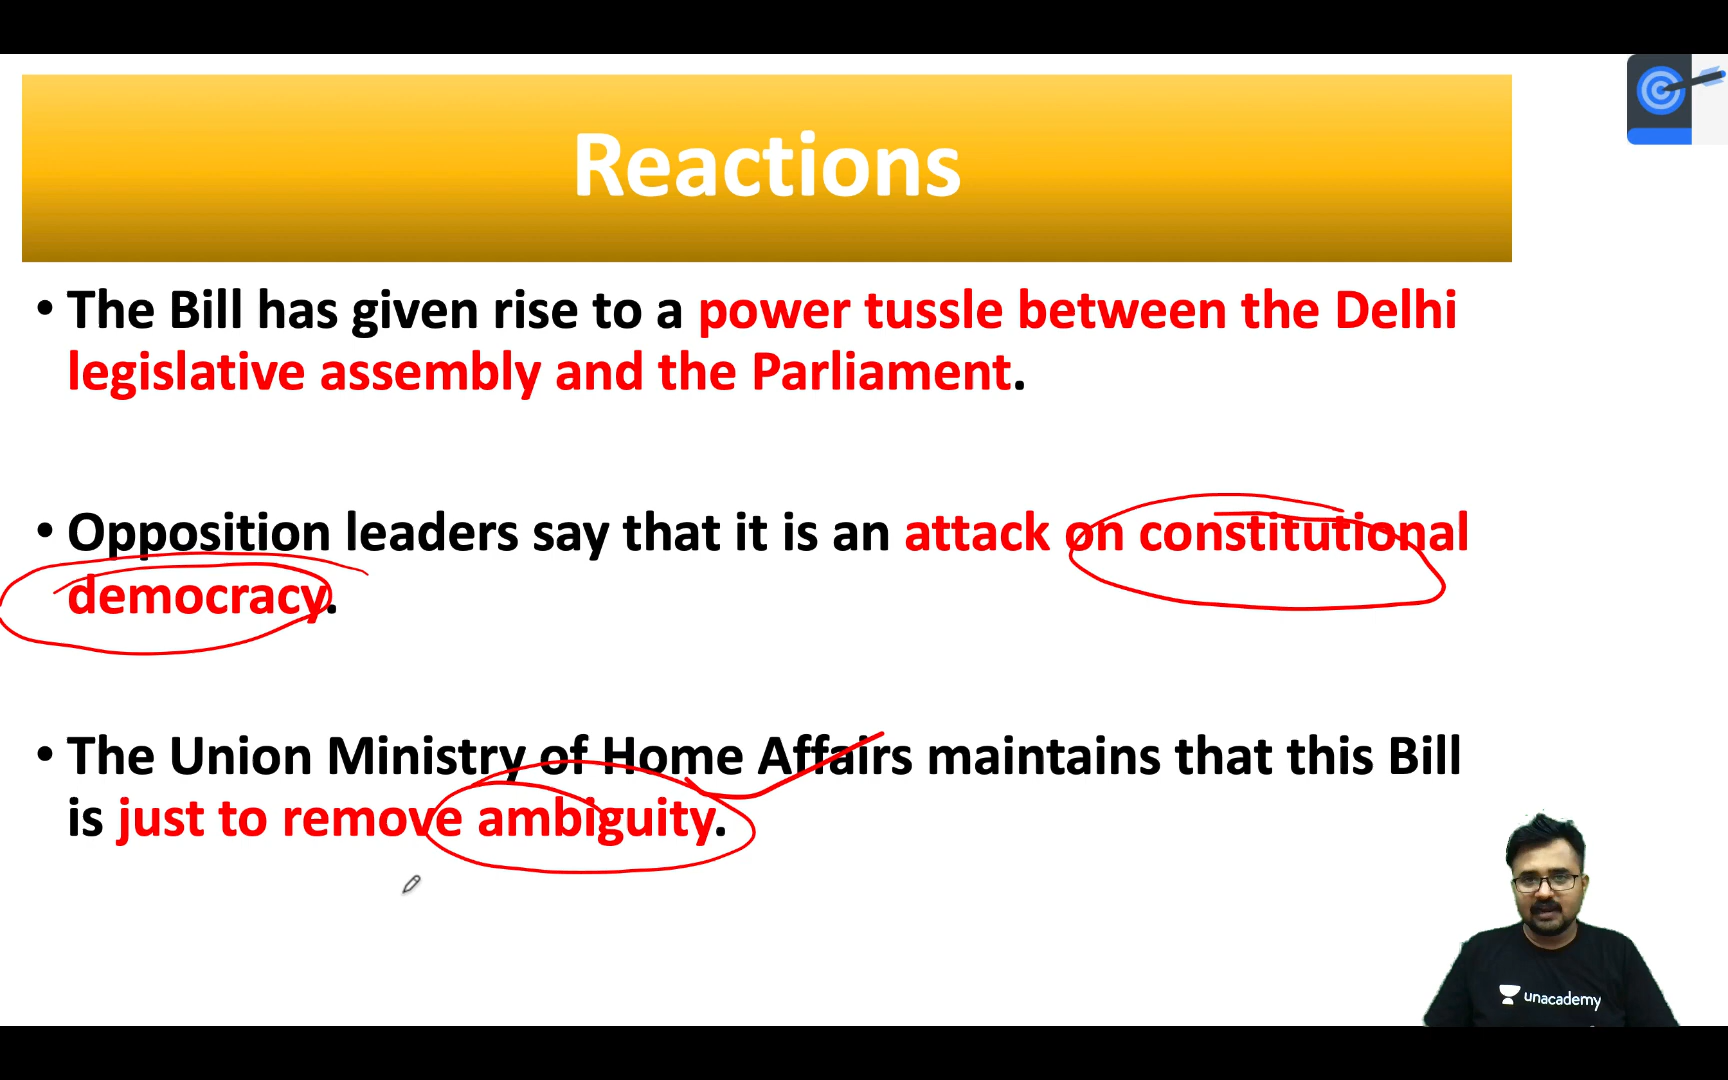 Reactions
• The Bill has given rise to a power tussle between the Delhi
legislative assembly and the Parliament.
• Opposition leaders say that it is an attack on constitutional
democracy.
• The Union Ministry of Home Affairs maintains that this Bill
is just to remove ambiguity.
unacademy